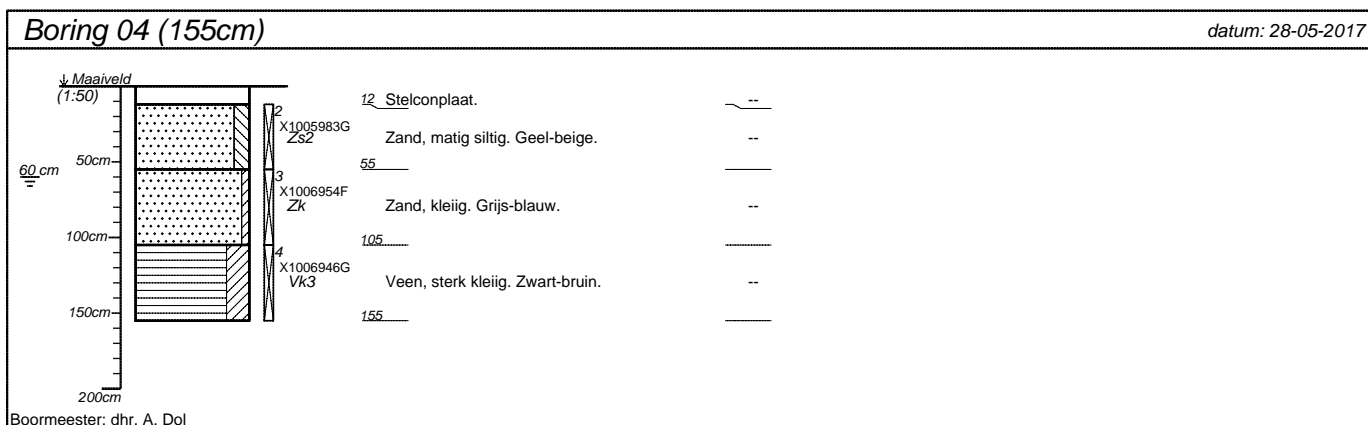 Boring 04 (155cm)
datum: 28-05-2017
Maaiveld
(1:50)
12 Stelconplaat. --
2
X1005983G
Zs2 Zand, matig siltig. Geel-beige. --
50cm
55
60 cm
3
X1006954F
Zk Zand, kleiig. Grijs-blauw. --
100cm
105
4
X1006946G
Vk3 Veen, sterk kleiig. Zwart-bruin. --
150cm
155
200cm
Boormeester: dhr. A. Dol